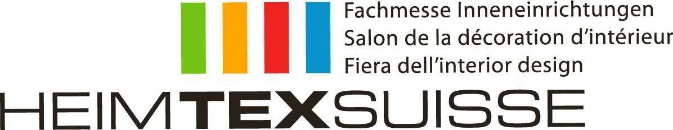 Fachmesse Inneneinrichtungen
Salon de la décoration d'intérieur
Fiera dell'interior design
HEIMTEXSUISSE